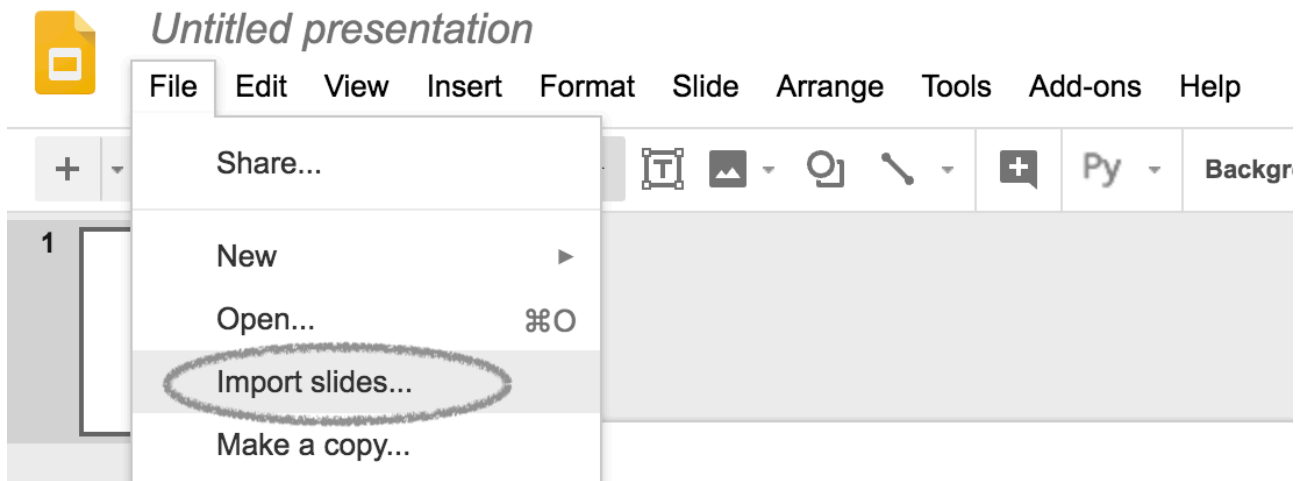 Untitled presentation
File Edit View Insert Format Slide Arrange Tools Add-ons Help
Py Backgr
Share...
1
New
Open... ⌘O
Import slides...
Make a copy...